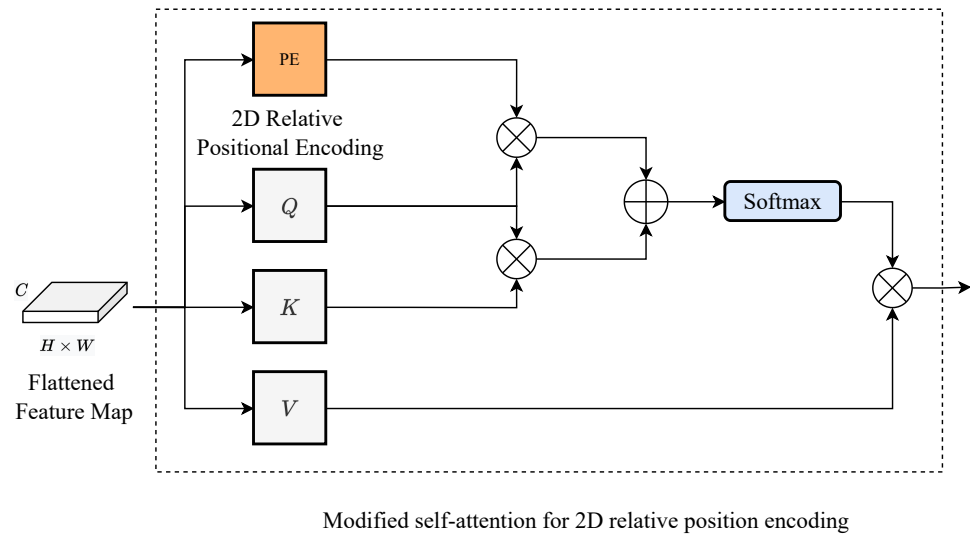 PE
2D Relative
Positional Encoding
Q
Softmax
C
K
H × W
Flattened
Feature Map
V
Modified self-attention for 2D relative position encoding